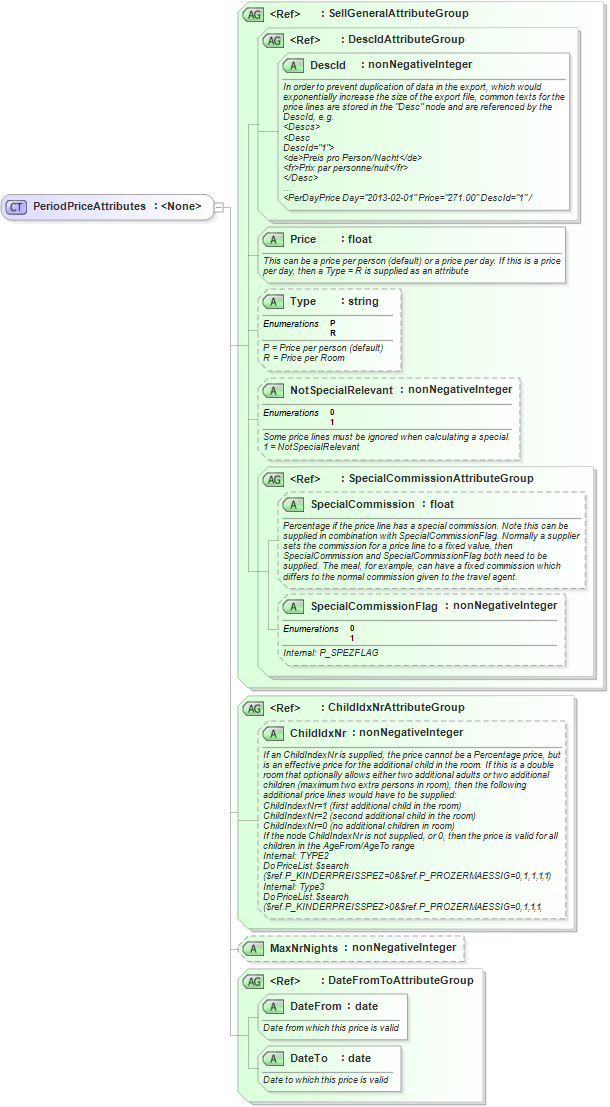 AG <Ref> : SellGeneralAttributeGroup
AG <Ref> : DescIdAttributeGroup
A DescId : nonNegativeInteger
In order to prevent duplication of data in the export, which would
exponentially increase the size of the export file, common texts for the
price lines are stored in the "Desc" node and are referenced by the
DescId, e.g.
<Descs>
<Desc
DescId="1">
<de>Preis pro Person/Nacht</de>
<fr>Prix par personne/nuit</fr>
</Desc>
...
<PerDayPrice Day="2013-02-01" Price="271.00" DescId="1" /
CT PeriodPriceAttributes : <None>
A Price : float
This can be a price per person (default) or a price per day. If this is a price
per day, then a Type = R is supplied as an attribute
A Type : string
Enumerations P
R
P = Price per person (default)
R = Price per Room
A NotSpecialRelevant : nonNegativeInteger
Enumerations 0
1
Some price lines must be ignored when calculating a special.
1 = NotSpecialRelevant
AG <Ref> : SpecialCommissionAttributeGroup
A SpecialCommission : float
Percentage if the price line has a special commission. Note this can be
supplied in combination with SpecialCommissionFlag. Normally a supplier
sets the commission for a price line to a fixed value, then
SpecialCommission and SpecialCommissionFlag both need to be
supplied. The meal, for example, can have a fixed commission which
differs to the normal commission given to the travel agent.
A SpecialCommissionFlag : nonNegativeInteger
Enumerations 0
1
Internal: P_SPEZFLAG
AG <Ref> : ChildIdxNrAttributeGroup
A ChildIdxNr : nonNegativeInteger
If an ChildIndexNr is supplied, the price cannot be a Percentage price, but
is an effective price for the additional child in the room. If this is a double
room that optionally allows either two additional adults or two additional
children (maximum two extra persons in room), then the following
additional price lines would have to be supplied:
ChildIndexNr=1 (first additional child in the room)
ChildIndexNr=2 (second additional child in the room)
ChildIndexNr=0 (no additional children in room)
If the node ChildIndexNr is not supplied, or 0, then the price is valid for all
children in the AgeFrom/AgeTo range
Internal: TYPE2
Do PriceList.$search
($ref.P_KINDERPREISSPEZ=0&$ref.P_PROZERMAESSIG=0,1,1,1,1)
Internal: Type3
Do PriceList.$search
($ref.P_KINDERPREISSPEZ>0&$ref.P_PROZERMAESSIG=0,1,1,1,
A MaxNrNights : nonNegativeInteger
AG <Ref> : DateFromToAttributeGroup
A DateFrom : date
Date from which this price is valid
A DateTo : date
Date to which this price is valid